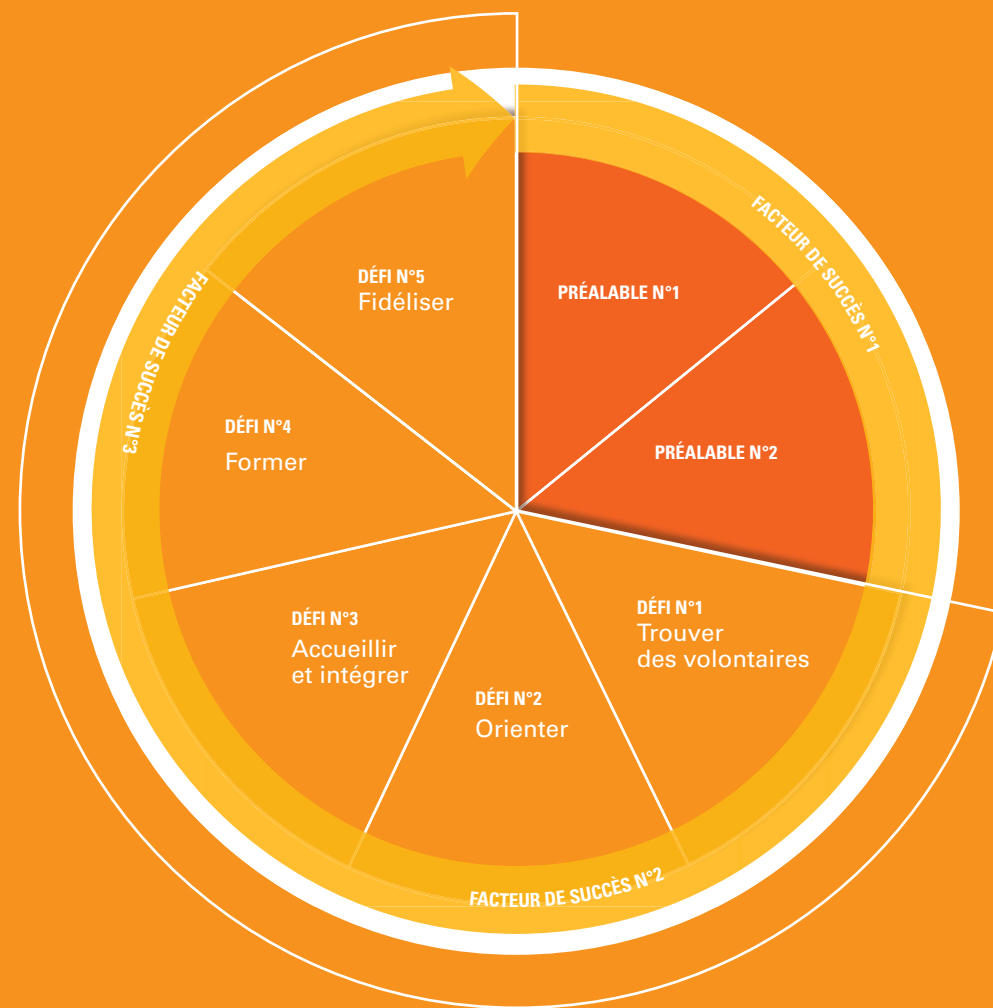 FACTEUR DE SUCCÈS N°1
PRÉALABLE N°1
PRÉALABLE N°2
DÉFI N°1
Trouver
des volontaires
DÉFI N°2
Orienter
FACTEUR DE SUCCÈS N°2
DÉFI N°3
Accueillir
et intégrer
DÉFI N°4
Former
FACTEUR DE SUCCÈS N°3
DÉFI N°5
Fidéliser